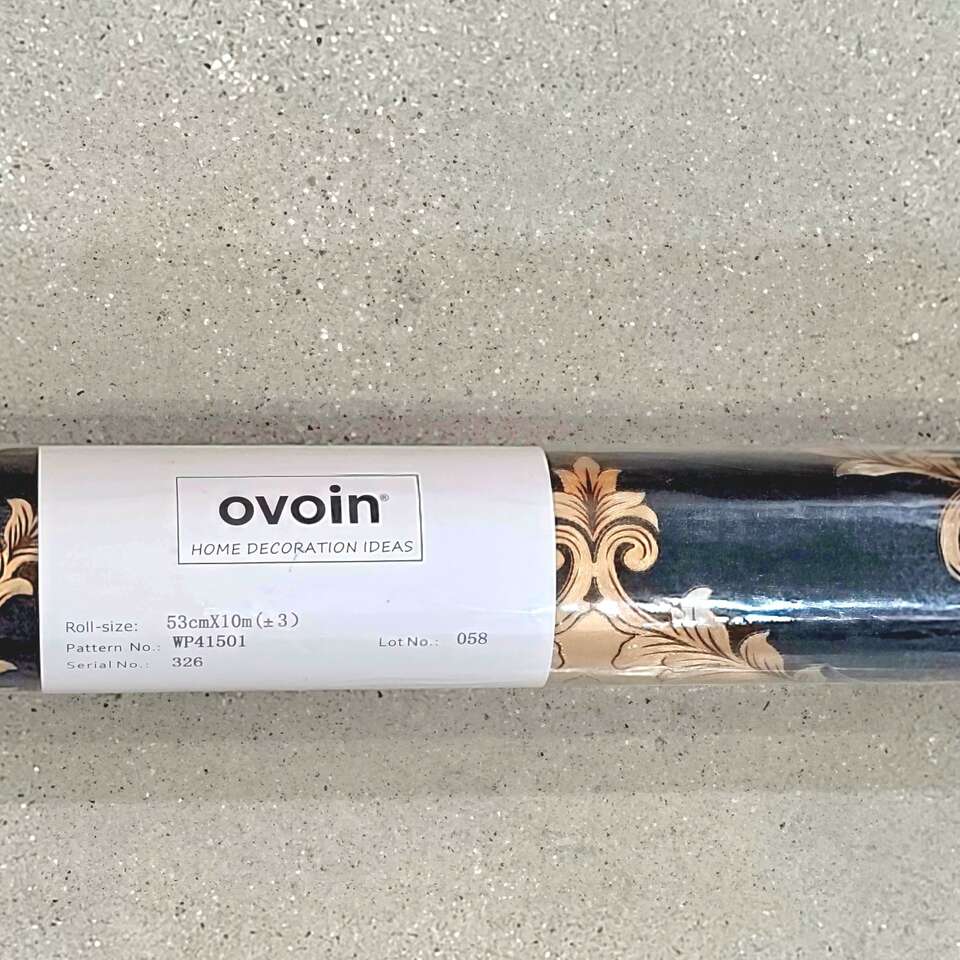 ovoin®
HOME DECORATION IDEAS
Roll-size: 53cmX10m(±3)
Pattern No.: WP41501 Lot No.: 058
Serial No.: 326